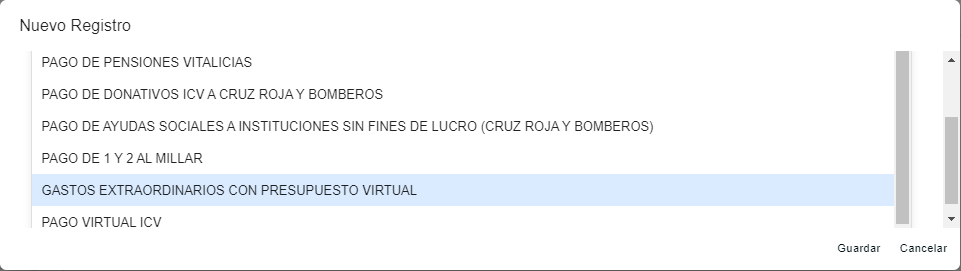 Nuevo Registro
PAGO DE PENSIONES VITALICIAS
PAGO DE DONATIVOS ICV A CRUZ ROJA Y BOMBEROS
PAGO DE AYUDAS SOCIALES A INSTITUCIONES SIN FINES DE LUCRO (CRUZ ROJA Y BOMBEROS)
PAGO DE 1 Y 2 AL MILLAR
GASTOS EXTRAORDINARIOS CON PRESUPUESTO VIRTUAL
PAGO VIRTUAL ICV
Guardar Cancelar